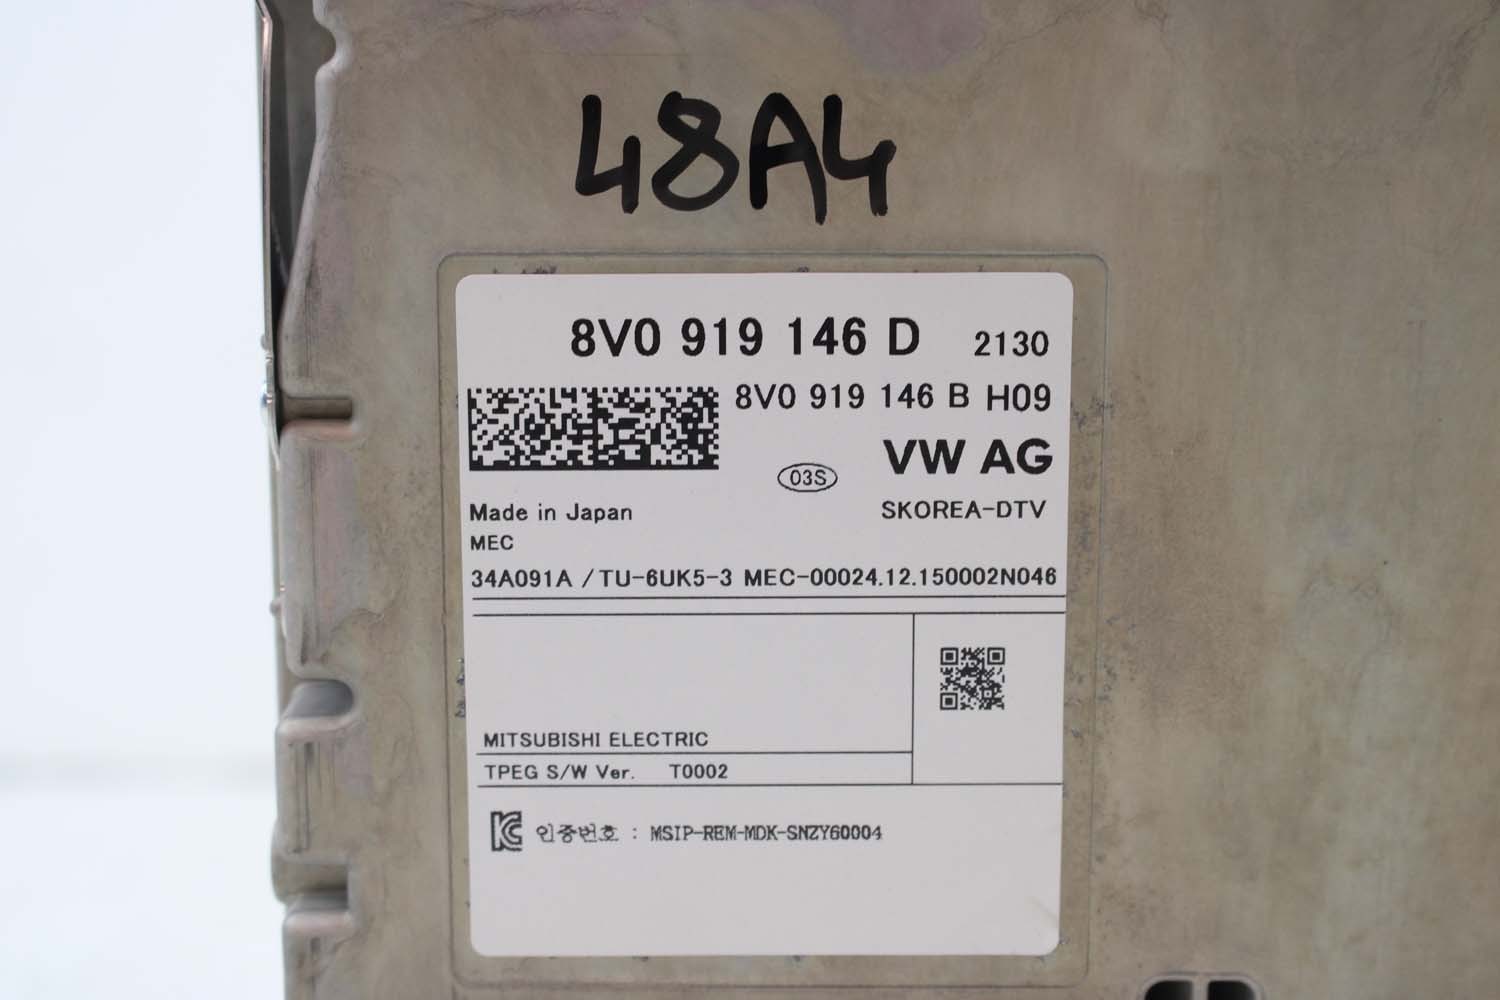 48A4
8V0 919 146 D 2130
8V0 919 146 B H09
VW AG
03S
Made in Japan
SKOREA-DTV
MEC
34A091A / TU-6UK5-3 MEC-00024.12.150002N046
MITSUBISHI ELECTRIC
TPEG S/W Ver. T0002
KC 인증번호 : MSIP-REM-MDK-SNZY60004